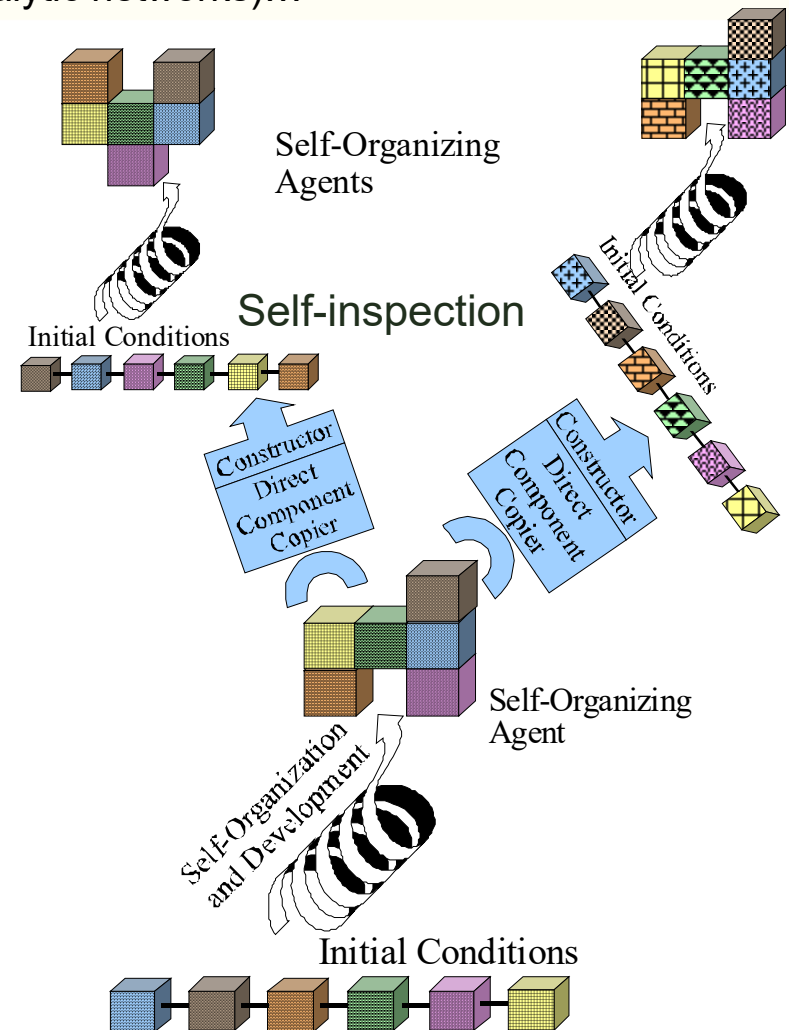 Self-Organizing
Agents
Initial Conditions
Self-inspection
Initial Conditions
Constructor
Direct
Component
Copier
Constructor
Direct
Component
Copier
Self-Organizing
Agent
Self-Organization
and Development
Initial Conditions